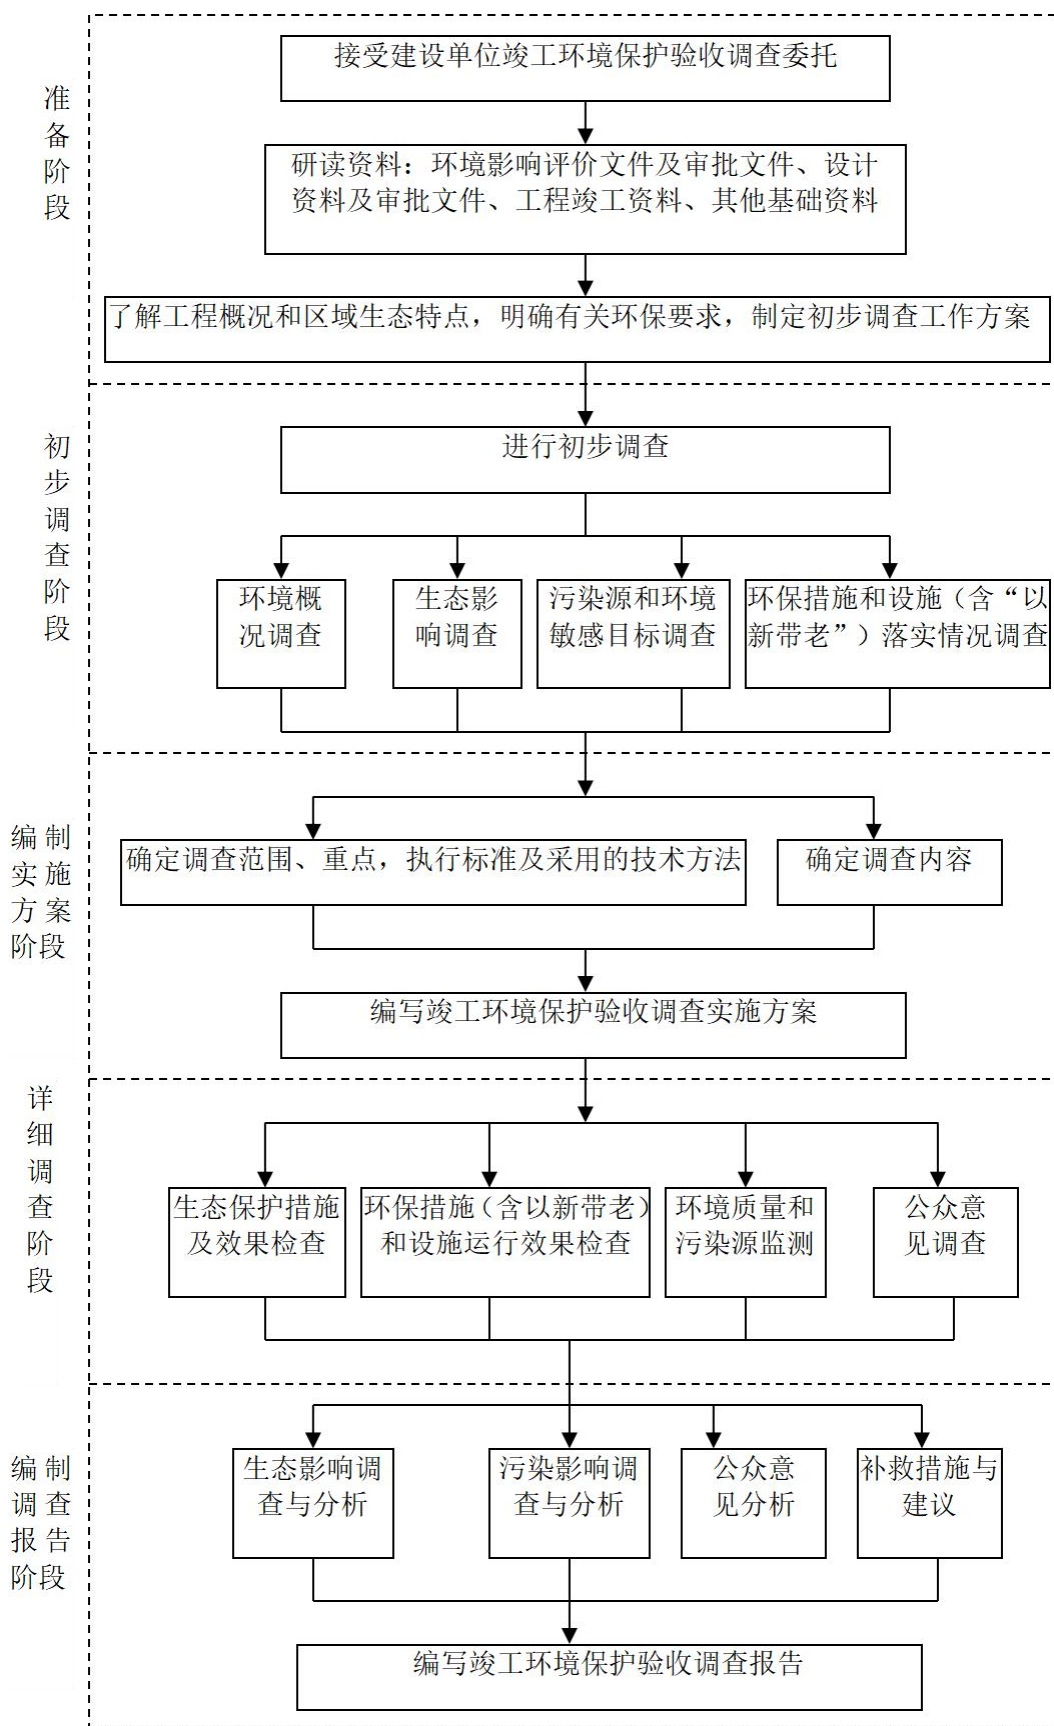 准
备
阶
段
接受建设单位竣工环境保护验收调查委托
研读资料：环境影响评价文件及审批文件、设计
资料及审批文件、工程竣工资料、其他基础资料
了解工程概况和区域生态特点，明确有关环保要求，制定初步调查工作方案
初
步
调
查
阶
段
进行初步调查
环境概
况调查
生态影
响调查
污染源和环境
敏感目标调查
环保措施和设施（含“以
新带老”）落实情况调查
编 制
实 施
方 案
阶段
确定调查范围、重点，执行标准及采用的技术方法
确定调查内容
编写竣工环境保护验收调查实施方案
详
细
调
查
阶
段
生态保护措施
及效果检查
环保措施（含以新带老）
和设施运行效果检查
环境质量和
污染源监测
公众意
见调查
编 制
调 查
报 告
阶段
生态影响调
查与分析
污染影响调
查与分析
公众意
见分析
补救措施与
建议
编写竣工环境保护验收调查报告